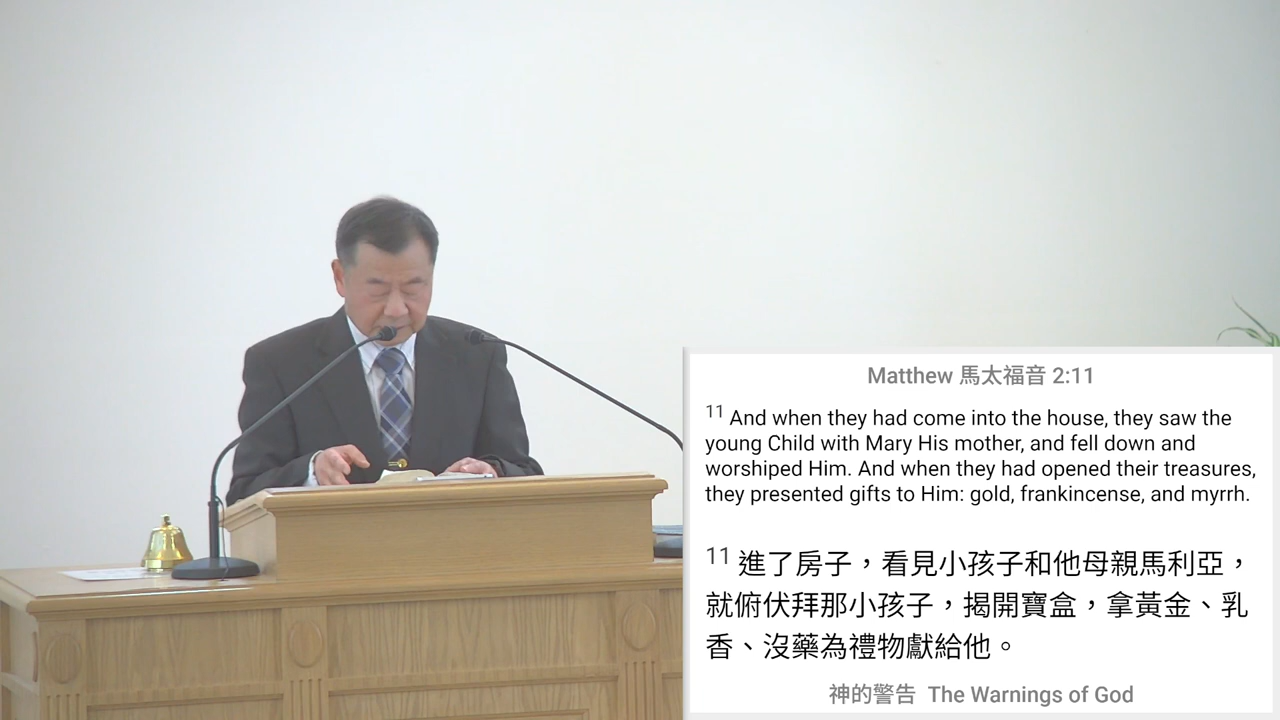 Matthew 馬太福音 2:11
11 And when they had come into the house, they saw the
young Child with Mary His mother, and fell down and
worshiped Him. And when they had opened their treasures,
they presented gifts to Him: gold, frankincense, and myrrh.
11 進了房子，看見小孩子和他母親馬利亞，
就俯伏拜那小孩子，揭開寶盒，拿黃金、乳
香、沒藥為禮物獻給他。
神的警告 The Warnings of God